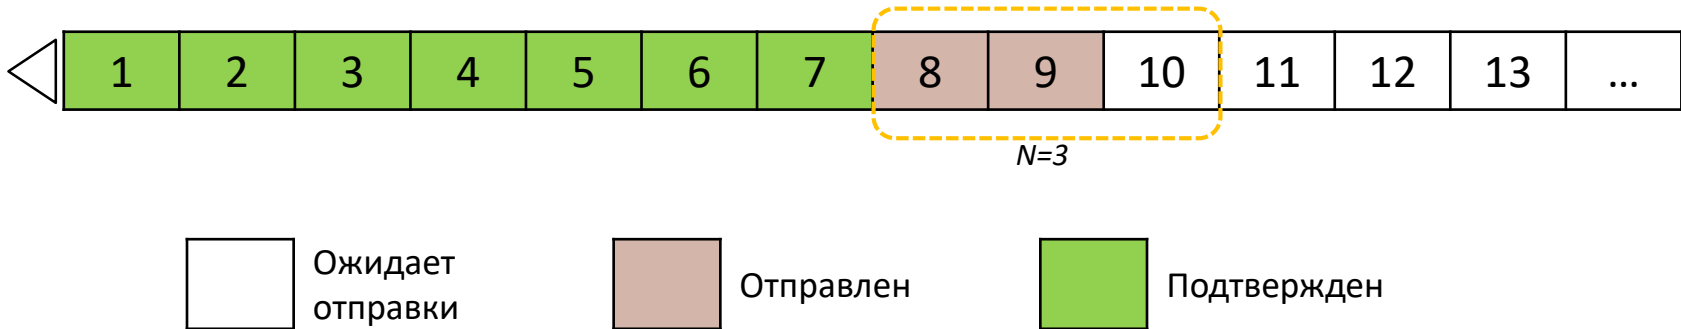 1 2 3 4 5 6 7 8 9 10 11 12 13 ...
N=3
Ожидает
отправки
Отправлен
Подтвержден